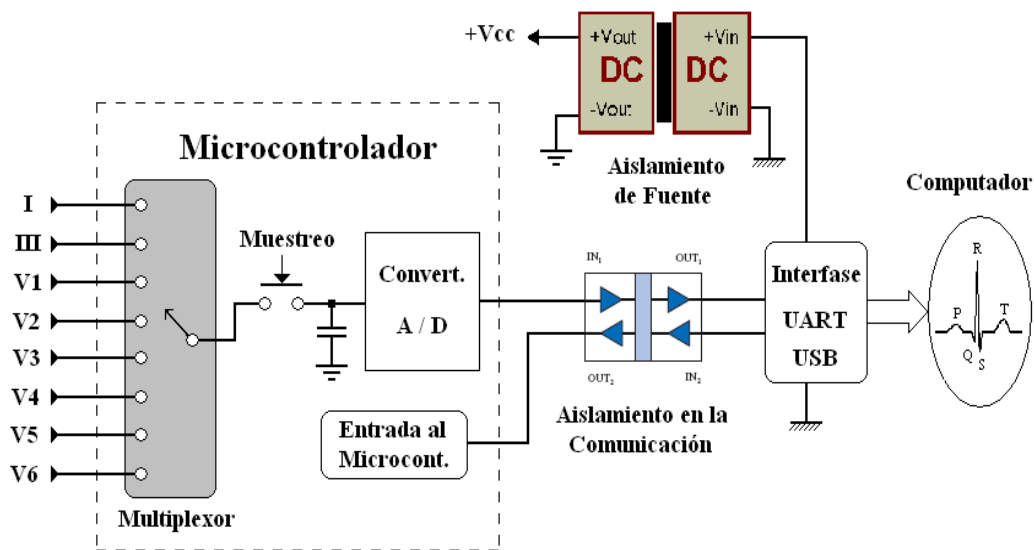 +Vcc
+Vout
DC
-Vout
+Vin
DC
-Vin
Aislamiento
de Fuente
Microcontrolador
I
III
V1
V2
V3
V4
V5
V6
Multiplexor
Muestreo
Convert.
A / D
Entrada al
Microcont.
IN₁
OUT₁
OUT₂
IN₂
Aislamiento en la
Comunicación
Interfase
UART
USB
Computador
R
P
T
Q
S